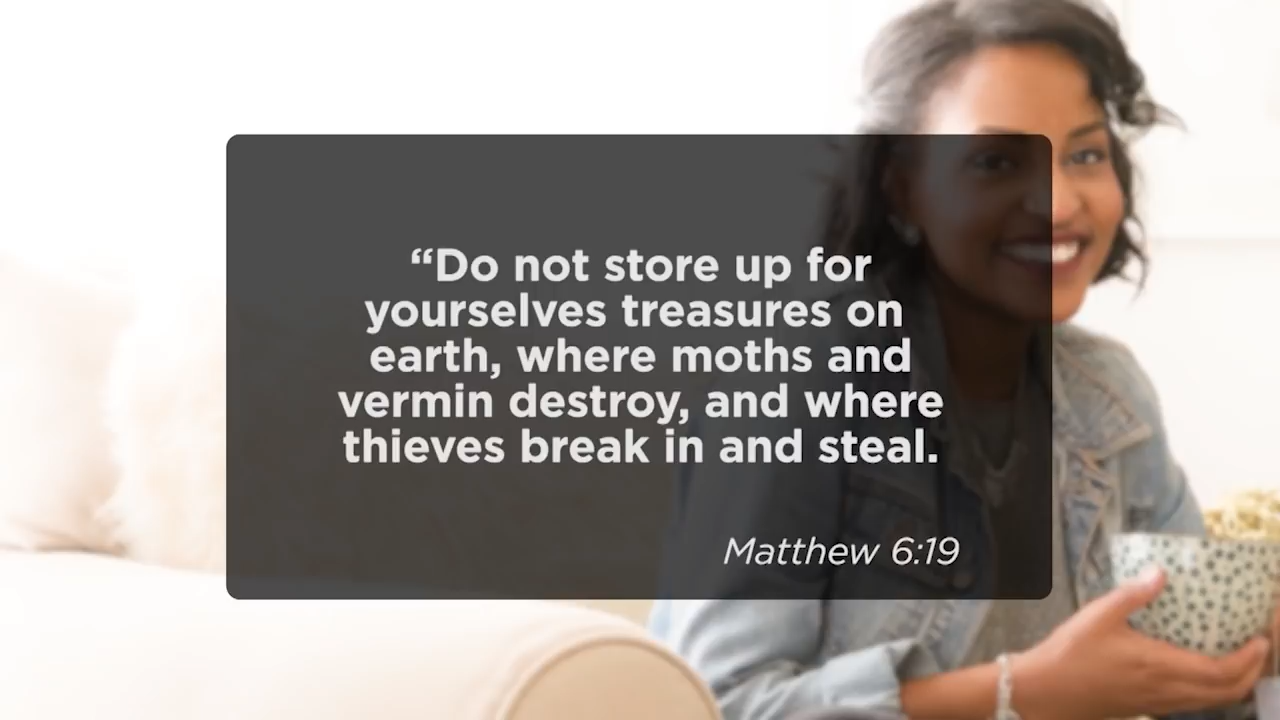 “Do not store up for
yourselves treasures on
earth, where moths and
vermin destroy, and where
thieves break in and steal.
Matthew 6:19